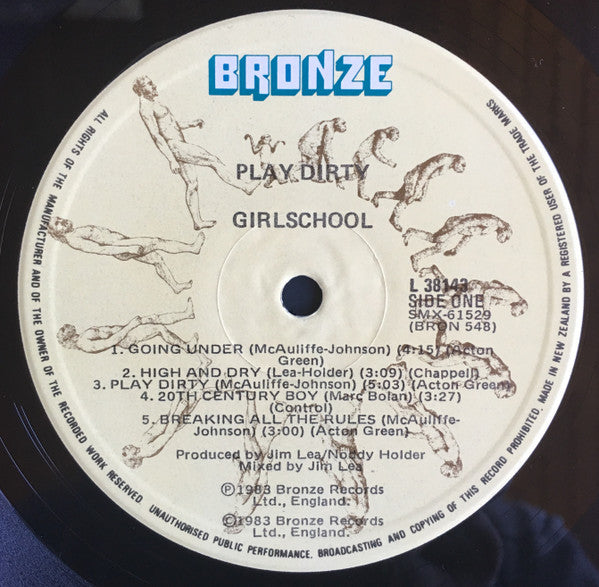 BRONZE
PLAY DIRTY
GIRLSCHOOL
L 38143
SIDE ONE
SMX-61529
(BRON 548)
1. GOING UNDER (McAuliffe-Johnson) (4:15) (Acton
Green)
2. HIGH AND DRY (Lea-Holder) (3:09) (Chappell)
3. PLAY DIRTY (McAuliffe-Johnson) (5:03) (Acton Green)
4. 20TH CENTURY BOY (Marc Bolan) (3:27)
(Control)
5. BREAKING ALL THE RULES (McAuliffe-
Johnson) (3:00) (Acton Green)
Produced by Jim Lea/Noddy Holder
Mixed by Jim Lea
℗1983 Bronze Records
Ltd., England.
©1983 Bronze Records
Ltd., England.
ALL RIGHTS OF THE MANUFACTURER AND OF THE OWNER OF THE RECORDED WORK RESERVED. UNAUTHORISED PUBLIC PERFORMANCE, BROADCASTING AND COPYING OF THIS RECORD PROHIBITED. MADE IN NEW ZEALAND BY A REGISTERED USER OF THE TRADE MARKS